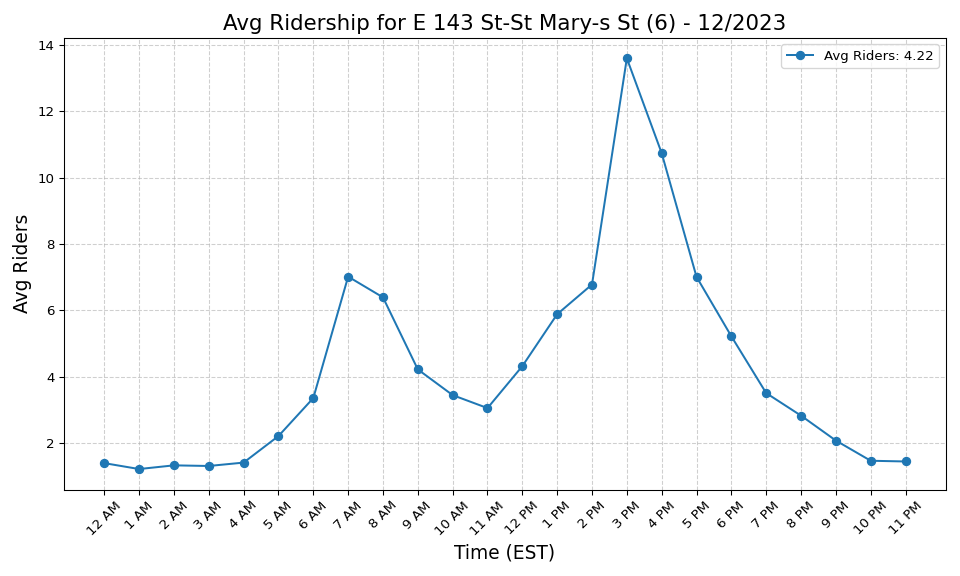 Avg Ridership for E 143 St-St Mary-s St (6) - 12/2023
Avg Riders: 4.22
Avg Riders
14
12
10
8
6
4
2
12 AM
1 AM
2 AM
3 AM
4 AM
5 AM
6 AM
7 AM
8 AM
9 AM
10 AM
11 AM
12 PM
1 PM
2 PM
3 PM
4 PM
5 PM
6 PM
7 PM
8 PM
9 PM
10 PM
11 PM
Time (EST)